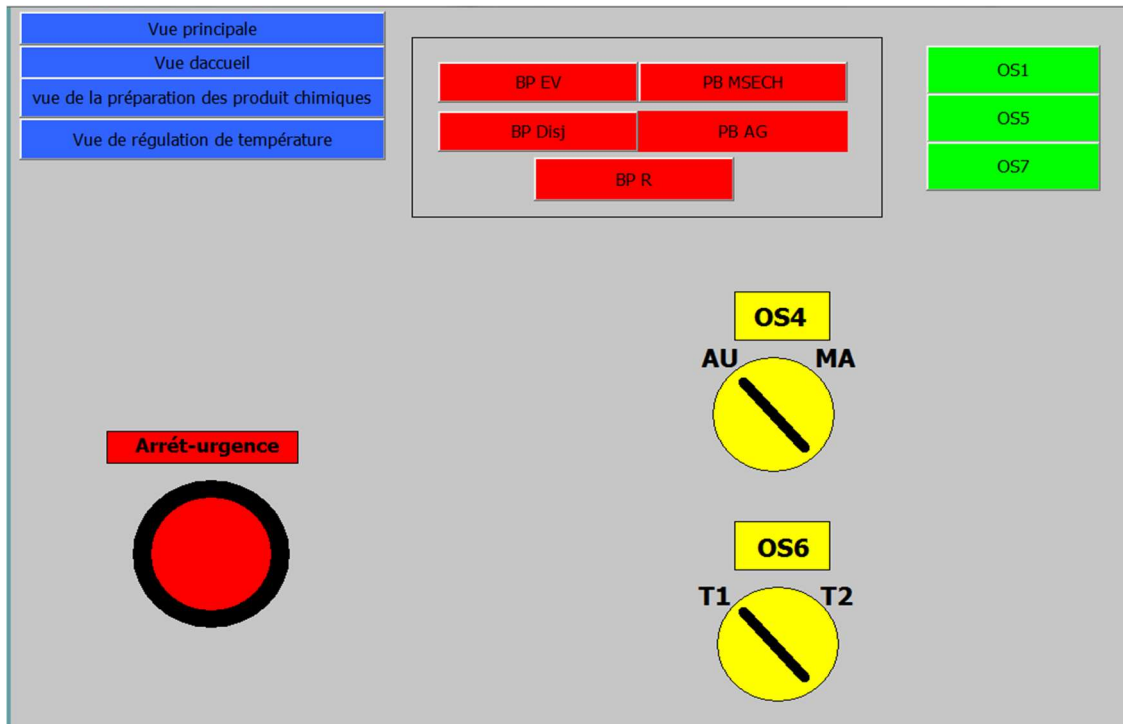 Vue principale
Vue daccueil
vue de la préparation des produit chimiques
Vue de régulation de température
BP EV
PB MSECH
BP Disj
PB AG
BP R
OS1
OS5
OS7
OS4
AU MA
Arrét-urgence
OS6
T1 T2